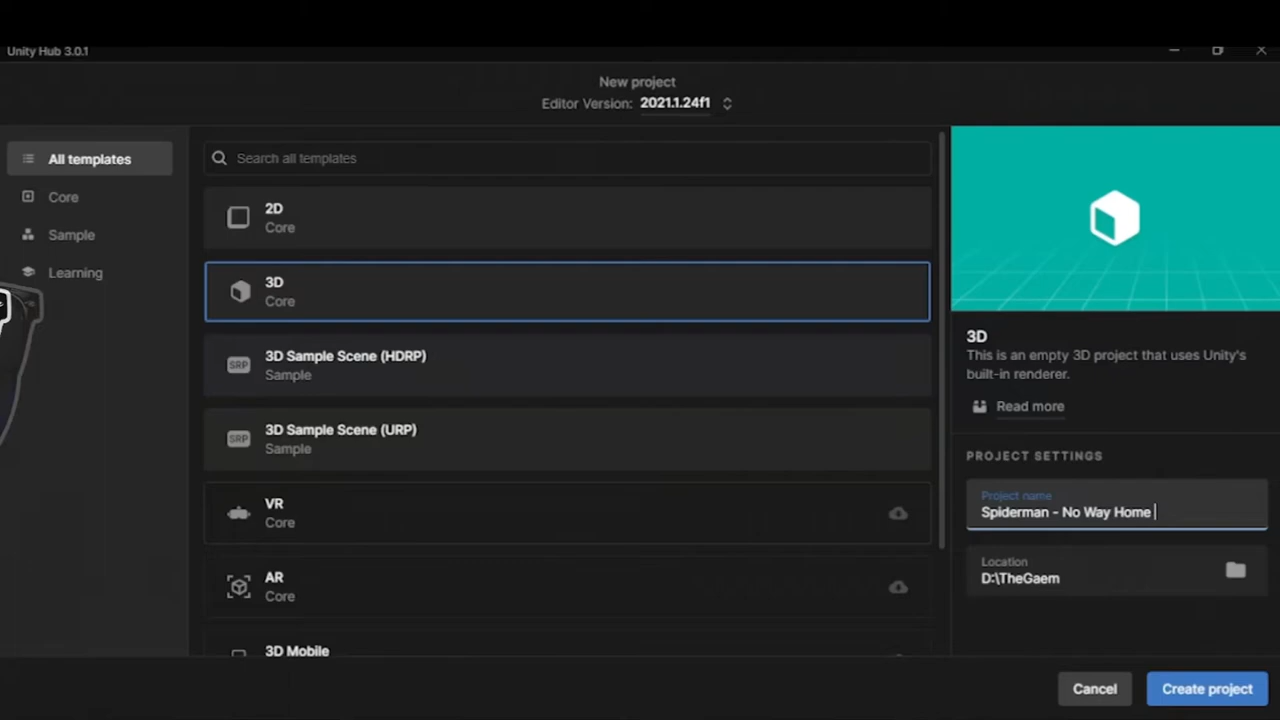 Unity Hub 3.0.1
New project
Editor Version: 2021.1.24f1
All templates
Core
Sample
Learning
Search all templates
2D
Core
3D
Core
SRP
3D Sample Scene (HDRP)
Sample
SRP
3D Sample Scene (URP)
Sample
VR
Core
AR
Core
3D Mobile
3D
This is an empty 3D project that uses Unity's
built-in renderer.
Read more
PROJECT SETTINGS
Project name
Spiderman - No Way Home
Location
D:\TheGaem
Cancel
Create project